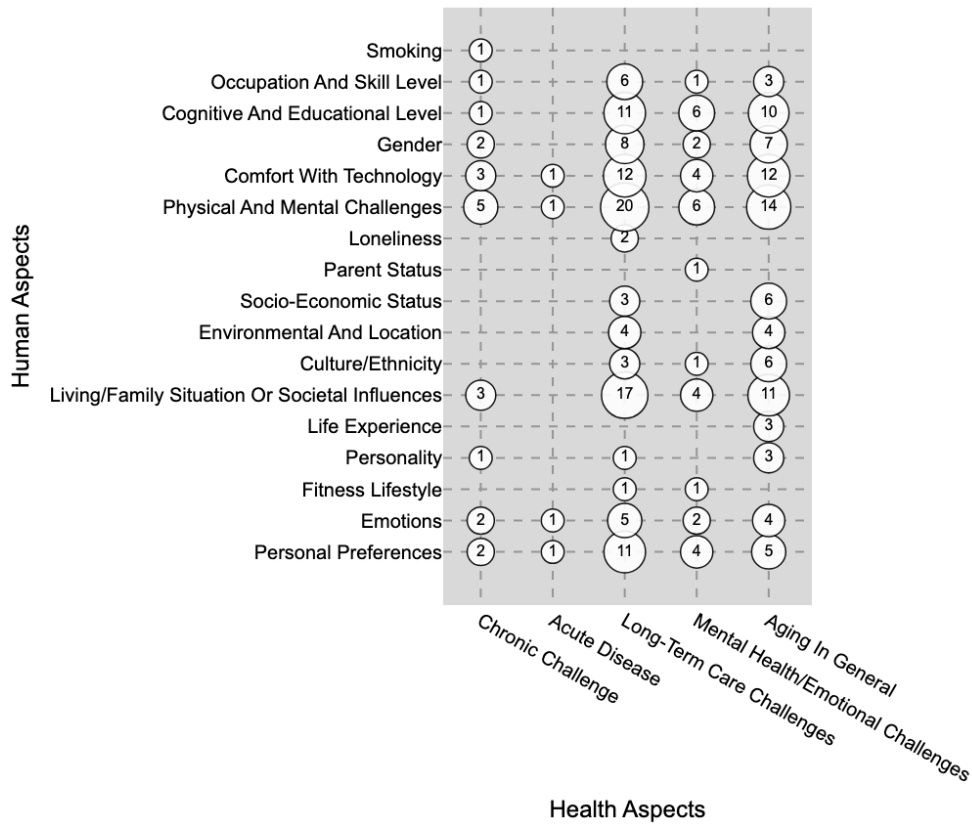 Human Aspects
Smoking 1
Occupation And Skill Level 1 6 1 3
Cognitive And Educational Level 1 11 6 10
Gender 2 8 2 7
Comfort With Technology 3 1 12 4 12
Physical And Mental Challenges 5 1 20 6 14
Loneliness 2
Parent Status 1
Socio-Economic Status 3 6
Environmental And Location 4 4
Culture/Ethnicity 3 1 6
Living/Family Situation Or Societal Influences 3 17 4 11
Life Experience 3
Personality 1 1 3
Fitness Lifestyle 1 1
Emotions 2 1 5 2 4
Personal Preferences 2 1 11 4 5
Chronic Challenge
Acute Disease
Long-Term Care Challenges
Mental Health/Emotional Challenges
Aging In General
Health Aspects